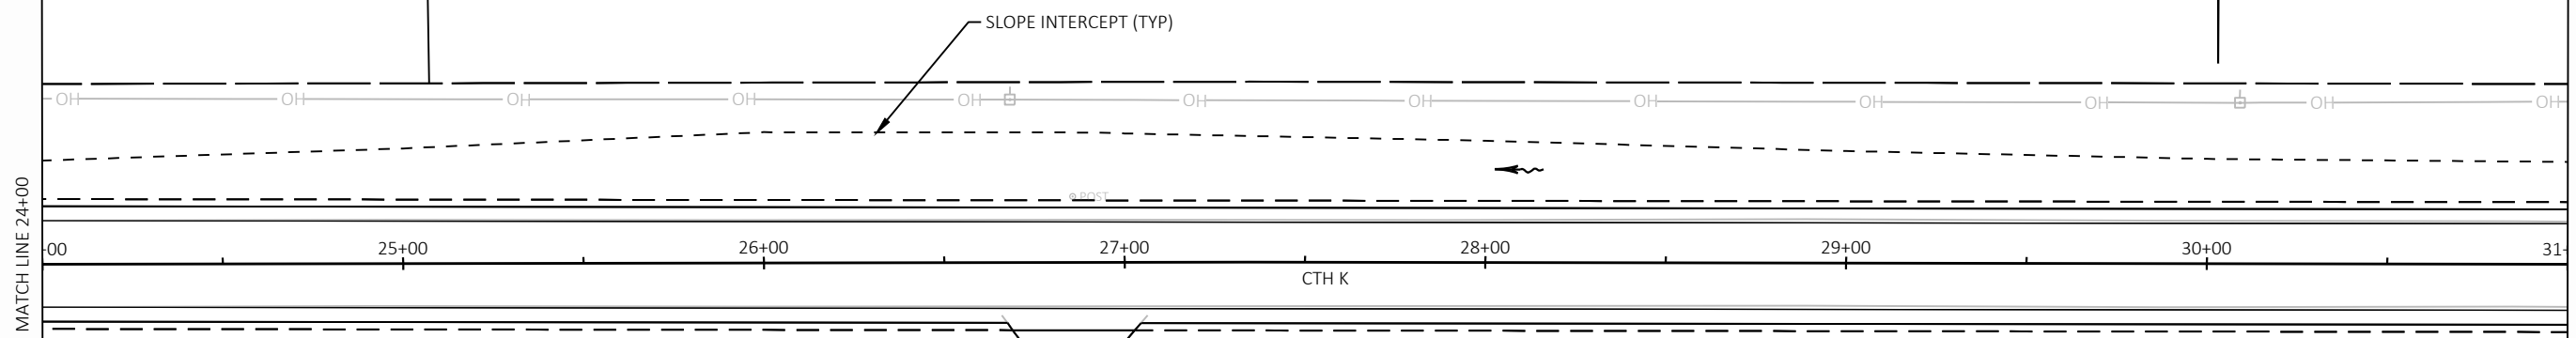 SLOPE INTERCEPT (TYP)
OH OH OH OH OH OH OH OH OH OH OH OH
POST
MATCH LINE 24+00
+00 25+00 26+00 27+00 28+00 29+00 30+00 31+
CTH K